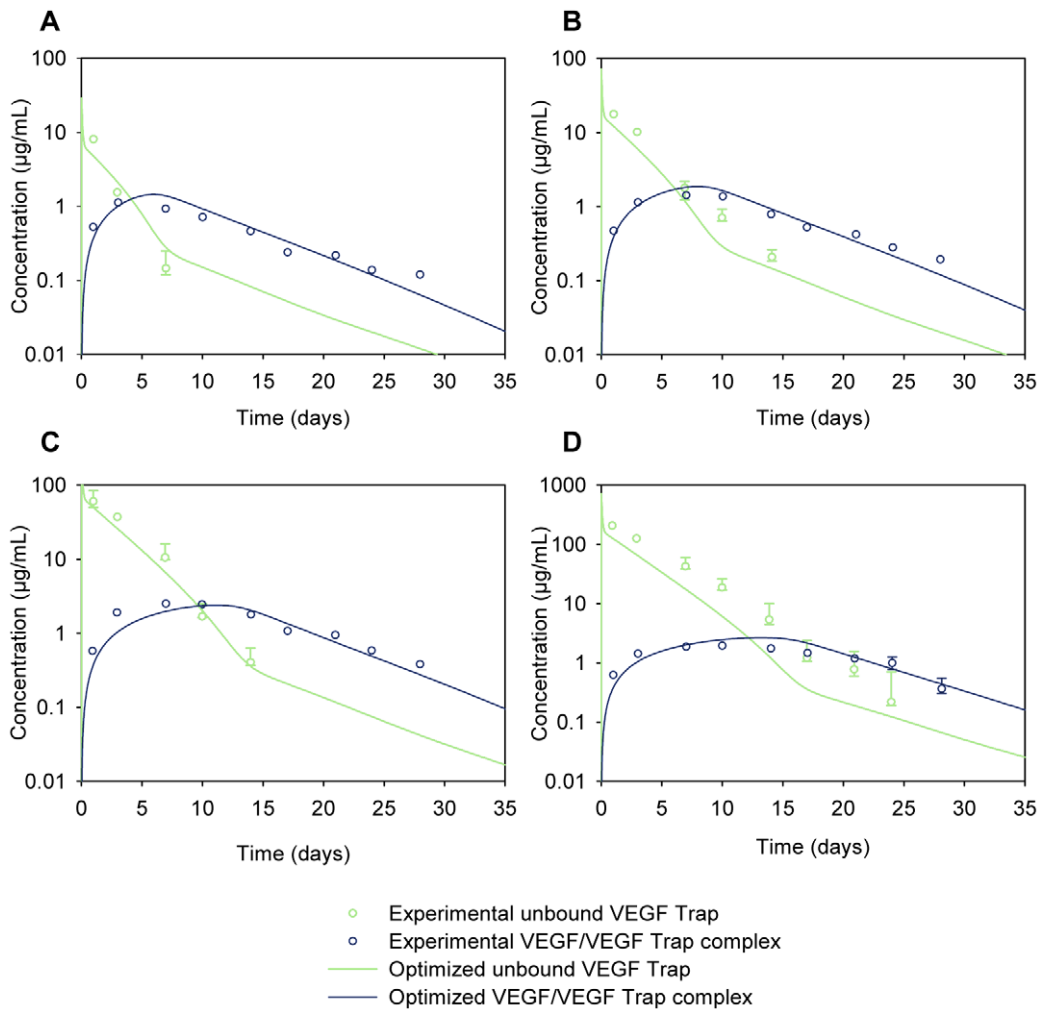 A
100
10
1
0.1
0.01
Concentration (µg/mL)
0 5 10 15 20 25 30 35
Time (days)
B
100
10
1
0.1
0.01
Concentration (µg/mL)
0 5 10 15 20 25 30 35
Time (days)
C
100
10
1
0.1
0.01
Concentration (µg/mL)
0 5 10 15 20 25 30 35
Time (days)
D
1000
100
10
1
0.1
0.01
Concentration (µg/mL)
0 5 10 15 20 25 30 35
Time (days)
Experimental unbound VEGF Trap
Experimental VEGF/VEGF Trap complex
Optimized unbound VEGF Trap
Optimized VEGF/VEGF Trap complex